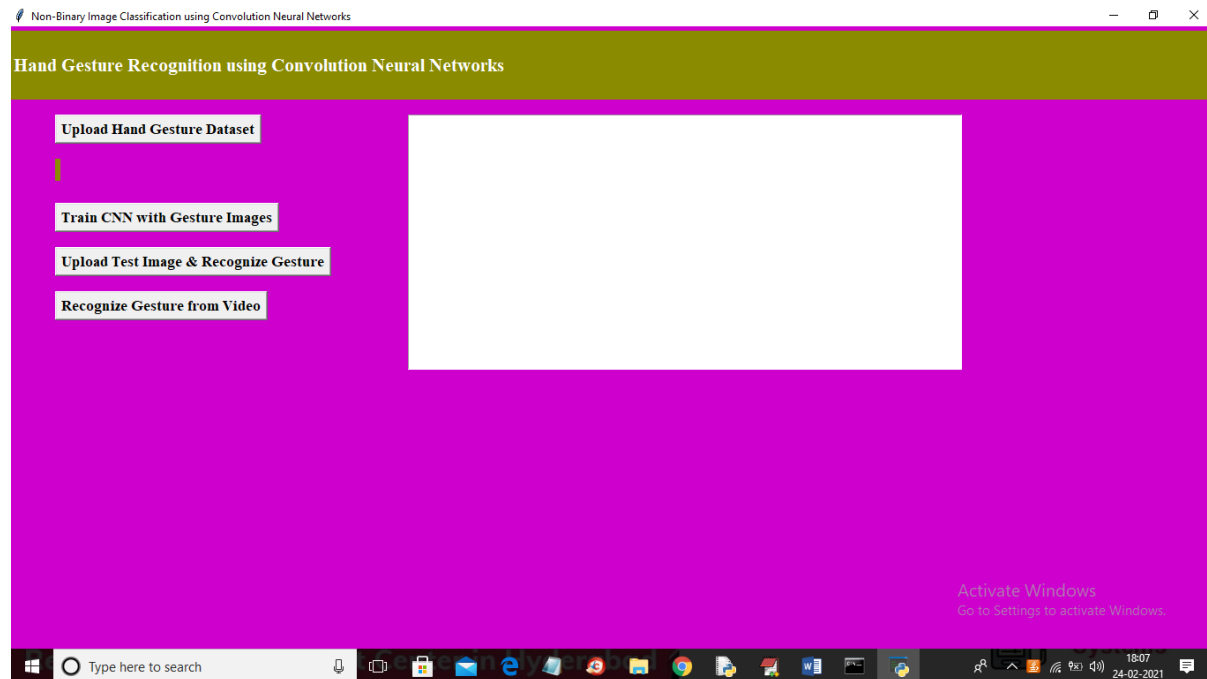 Non-Binary Image Classification using Convolution Neural Networks
Hand Gesture Recognition using Convolution Neural Networks
Upload Hand Gesture Dataset
Train CNN with Gesture Images
Upload Test Image & Recognize Gesture
Recognize Gesture from Video
Activate Windows
Go to Settings to activate Windows.
Type here to search
18:07
24-02-2021